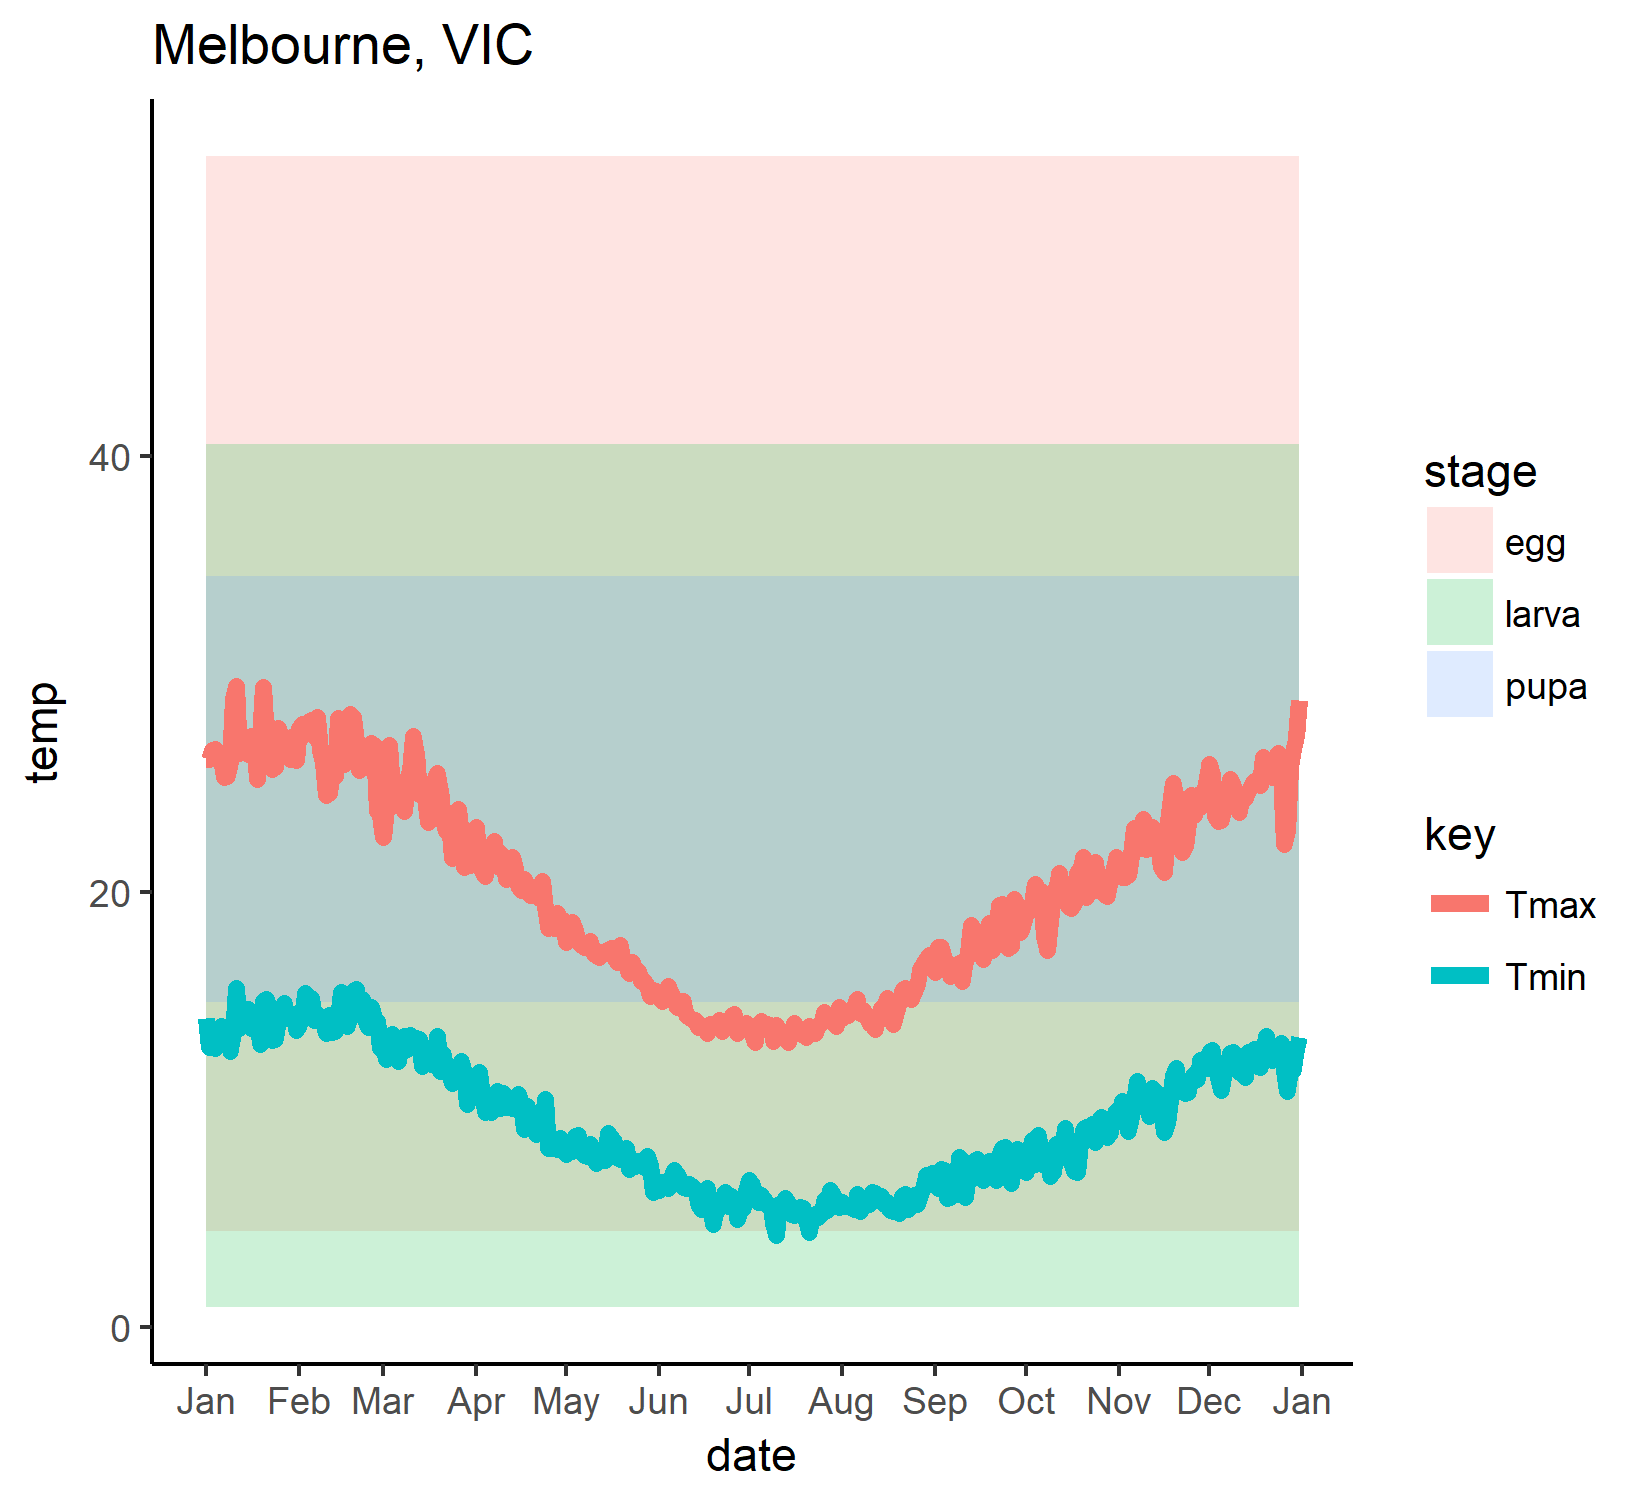 Melbourne, VIC
temp
40
20
0
Jan Feb Mar Apr May Jun Jul Aug Sep Oct Nov Dec Jan
date
stage
egg
larva
pupa
key
Tmax
Tmin